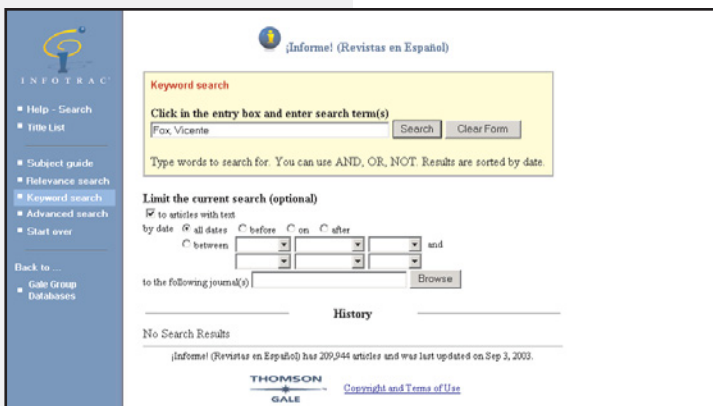 ¡Informe! (Revistas en Español)
INFOTRAC
Help - Search
Title List
Subject guide
Relevance search
Keyword search
Advanced search
Start over
Back to ...
Gale Group
Databases
Keyword search
Click in the entry box and enter search term(s)
Fox, Vicente
Search
Clear Form
Type words to search for. You can use AND, OR, NOT. Results are sorted by date.
Limit the current search (optional)
to articles with text
by date all dates before on after
between and
to the following journal(s)
Browse
History
No Search Results
¡Informe! (Revistas en Español) has 209,944 articles and was last updated on Sep 3, 2003.
THOMSON
GALE
Copyright and Terms of Use